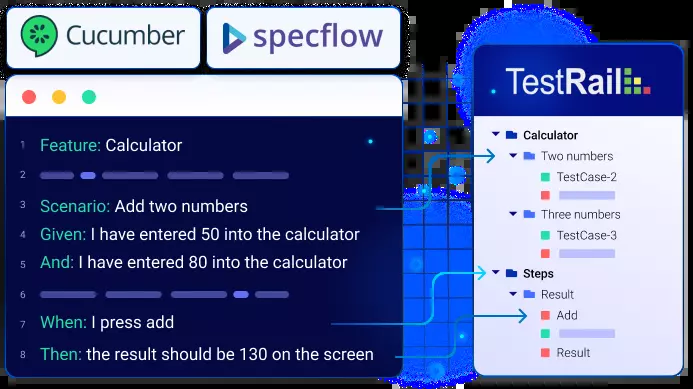 Cucumber
specflow
1 Feature: Calculator
2
3 Scenario: Add two numbers
4 Given: I have entered 50 into the calculator
5 And: I have entered 80 into the calculator
6
7 When: I press add
8 Then: the result should be 130 on the screen
TestRail
Calculator
Two numbers
TestCase-2
Three numbers
TestCase-3
Steps
Result
Add
Result